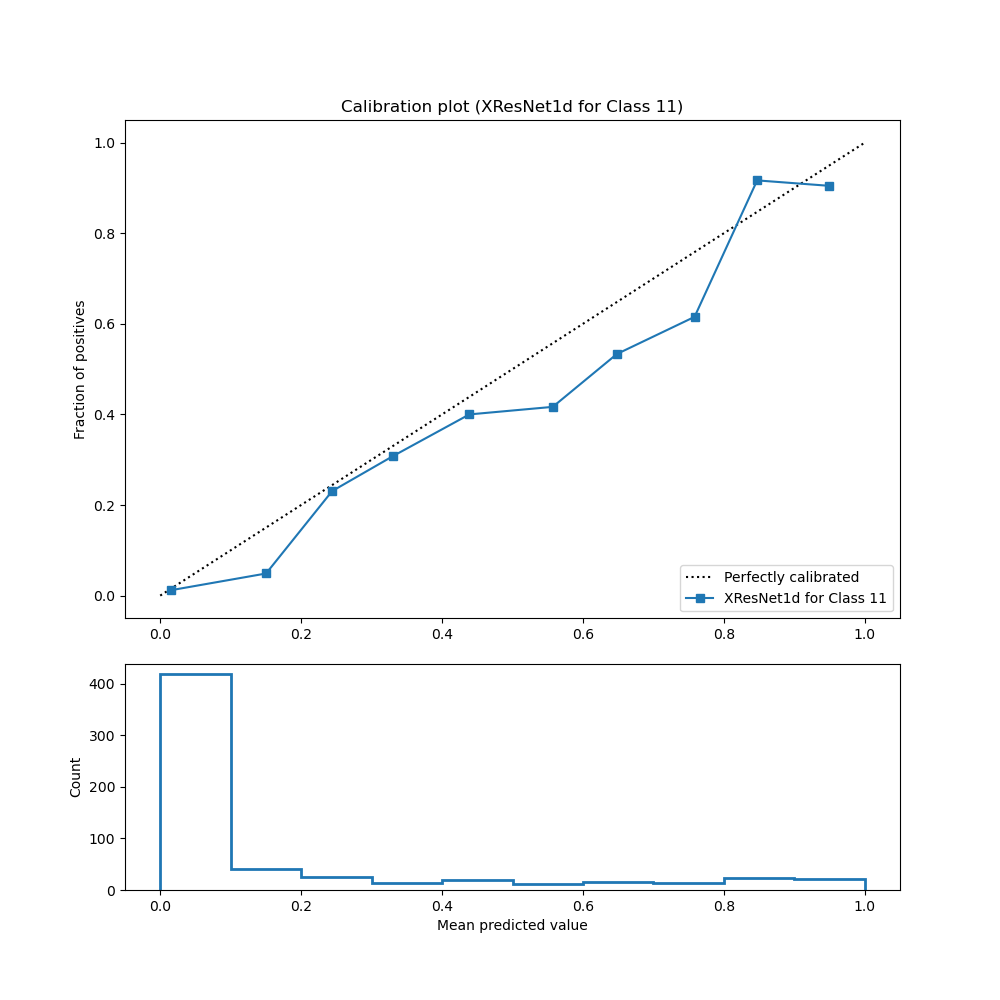 Calibration plot (XResNet1d for Class 11)
1.0
0.8
0.6
0.4
0.2
0.0
Fraction of positives
Perfectly calibrated
XResNet1d for Class 11
0.0 0.2 0.4 0.6 0.8 1.0
400
300
200
100
0
Count
0.0 0.2 0.4 0.6 0.8 1.0
Mean predicted value